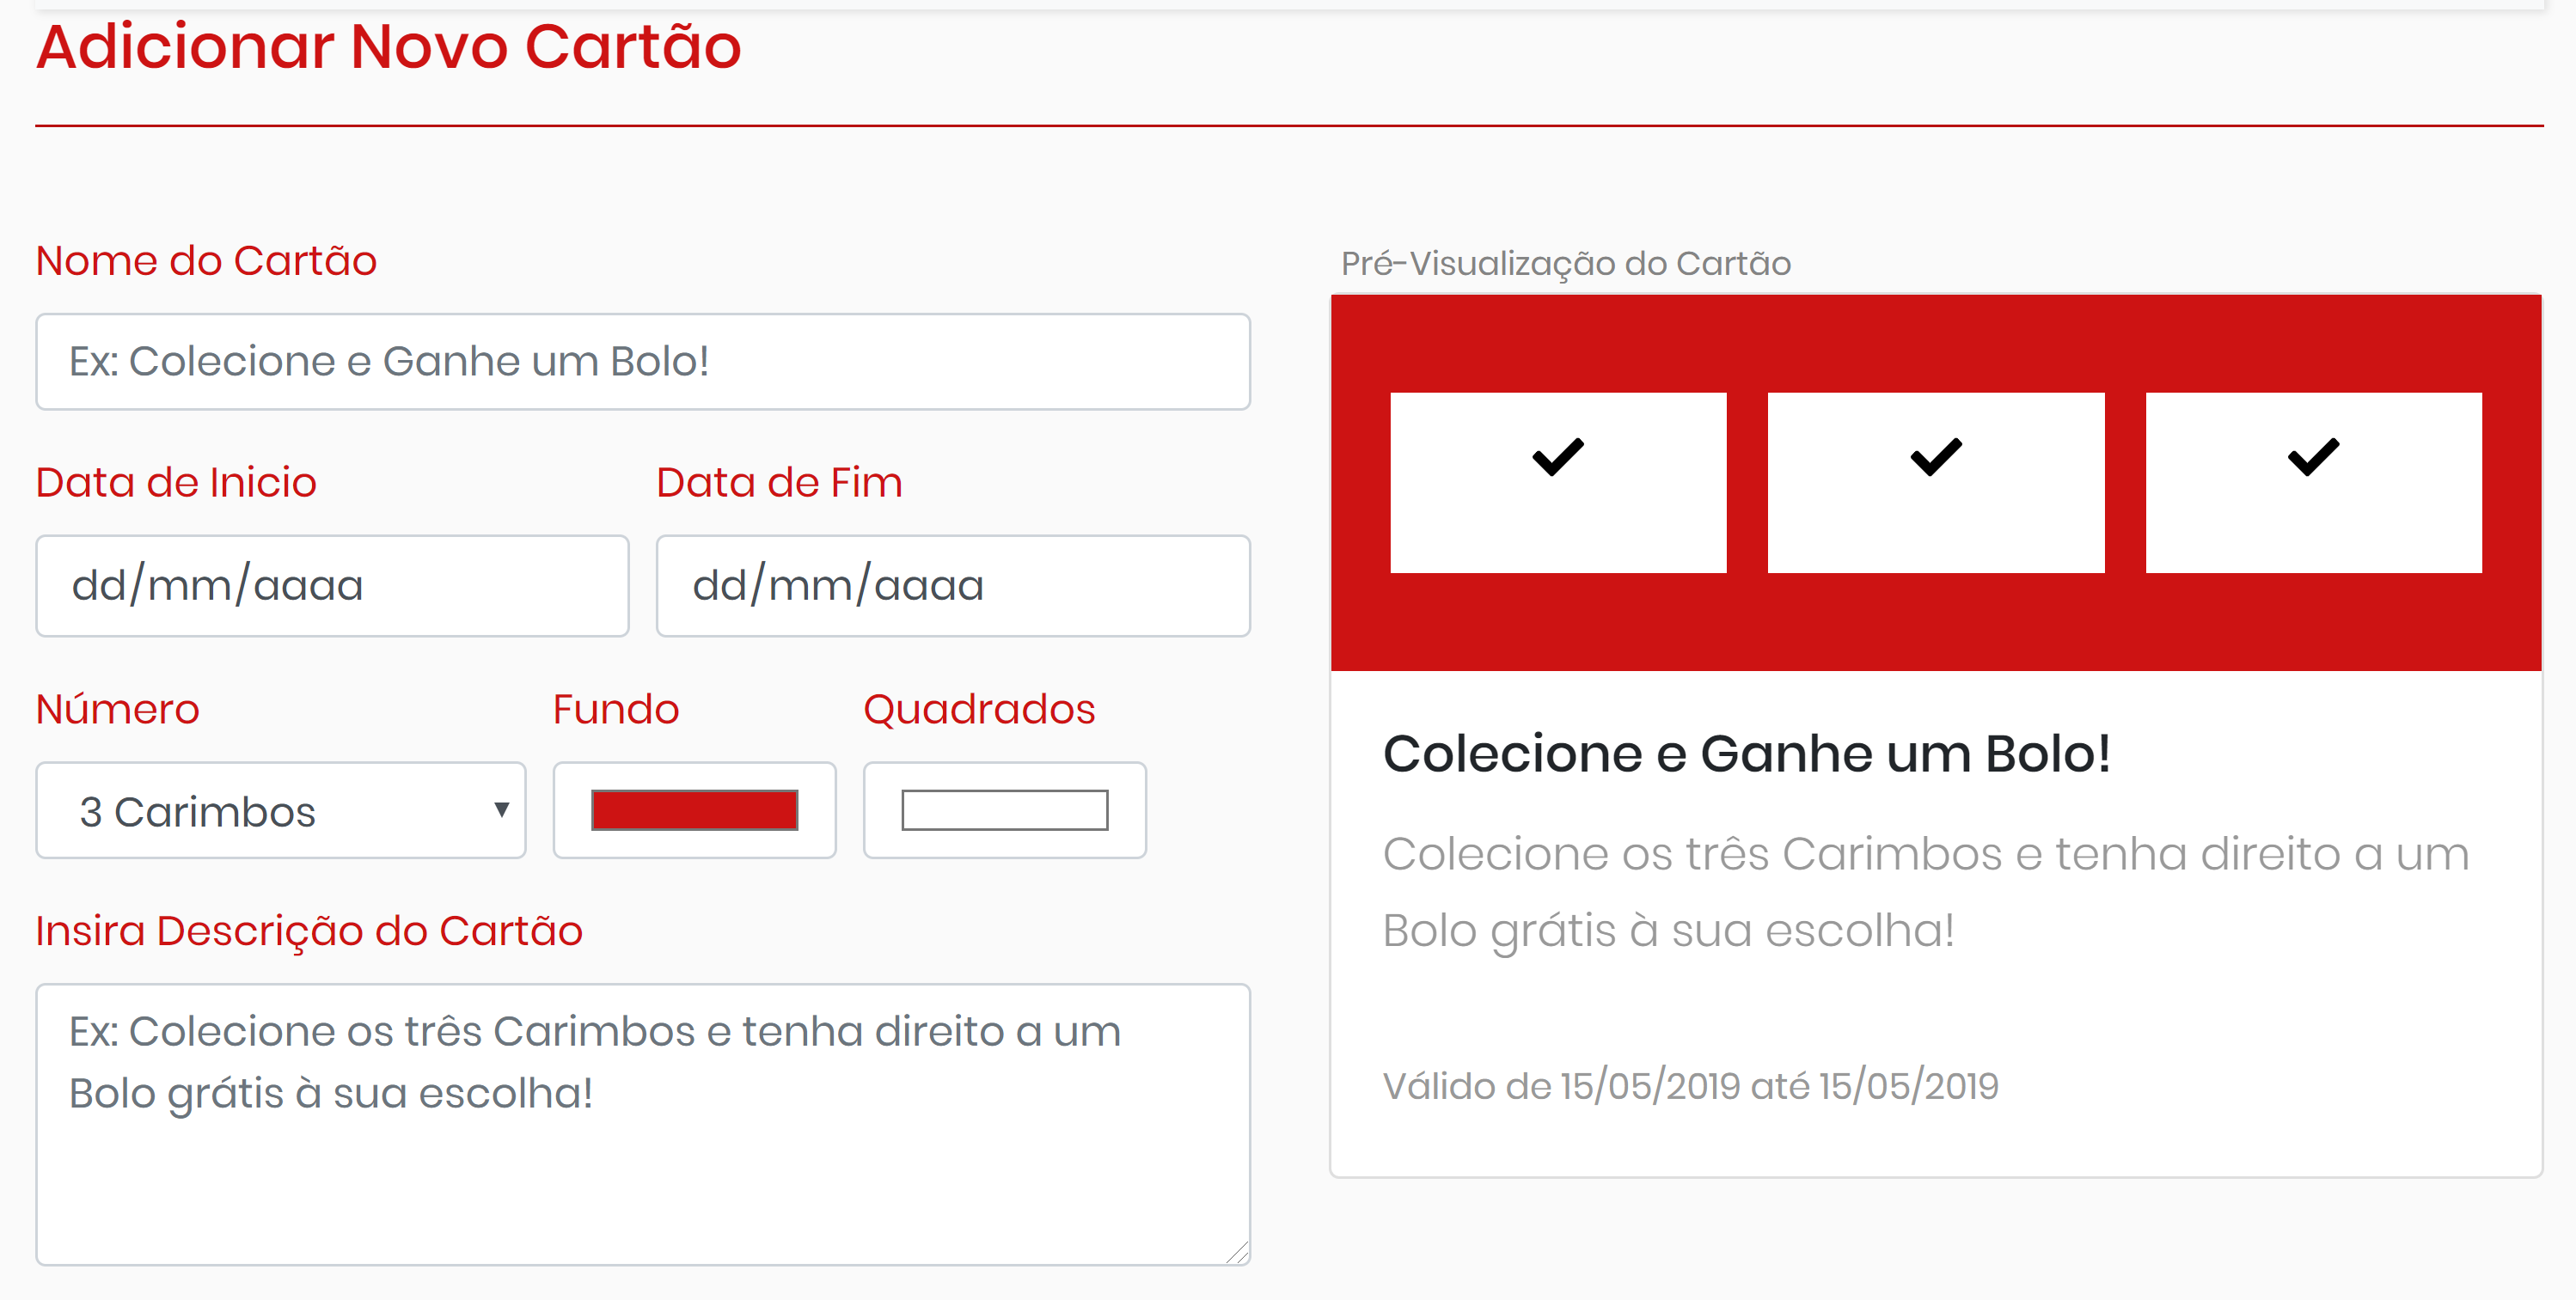 Adicionar Novo Cartão
Nome do Cartão
Ex: Colecione e Ganhe um Bolo!
Data de Inicio
Data de Fim
dd/mm/aaaa
dd/mm/aaaa
Número
Fundo
Quadrados
3 Carimbos
Insira Descrição do Cartão
Ex: Colecione os três Carimbos e tenha direito a um
Bolo grátis à sua escolha!
Pré-Visualização do Cartão
Colecione e Ganhe um Bolo!
Colecione os três Carimbos e tenha direito a um
Bolo grátis à sua escolha!
Válido de 15/05/2019 até 15/05/2019